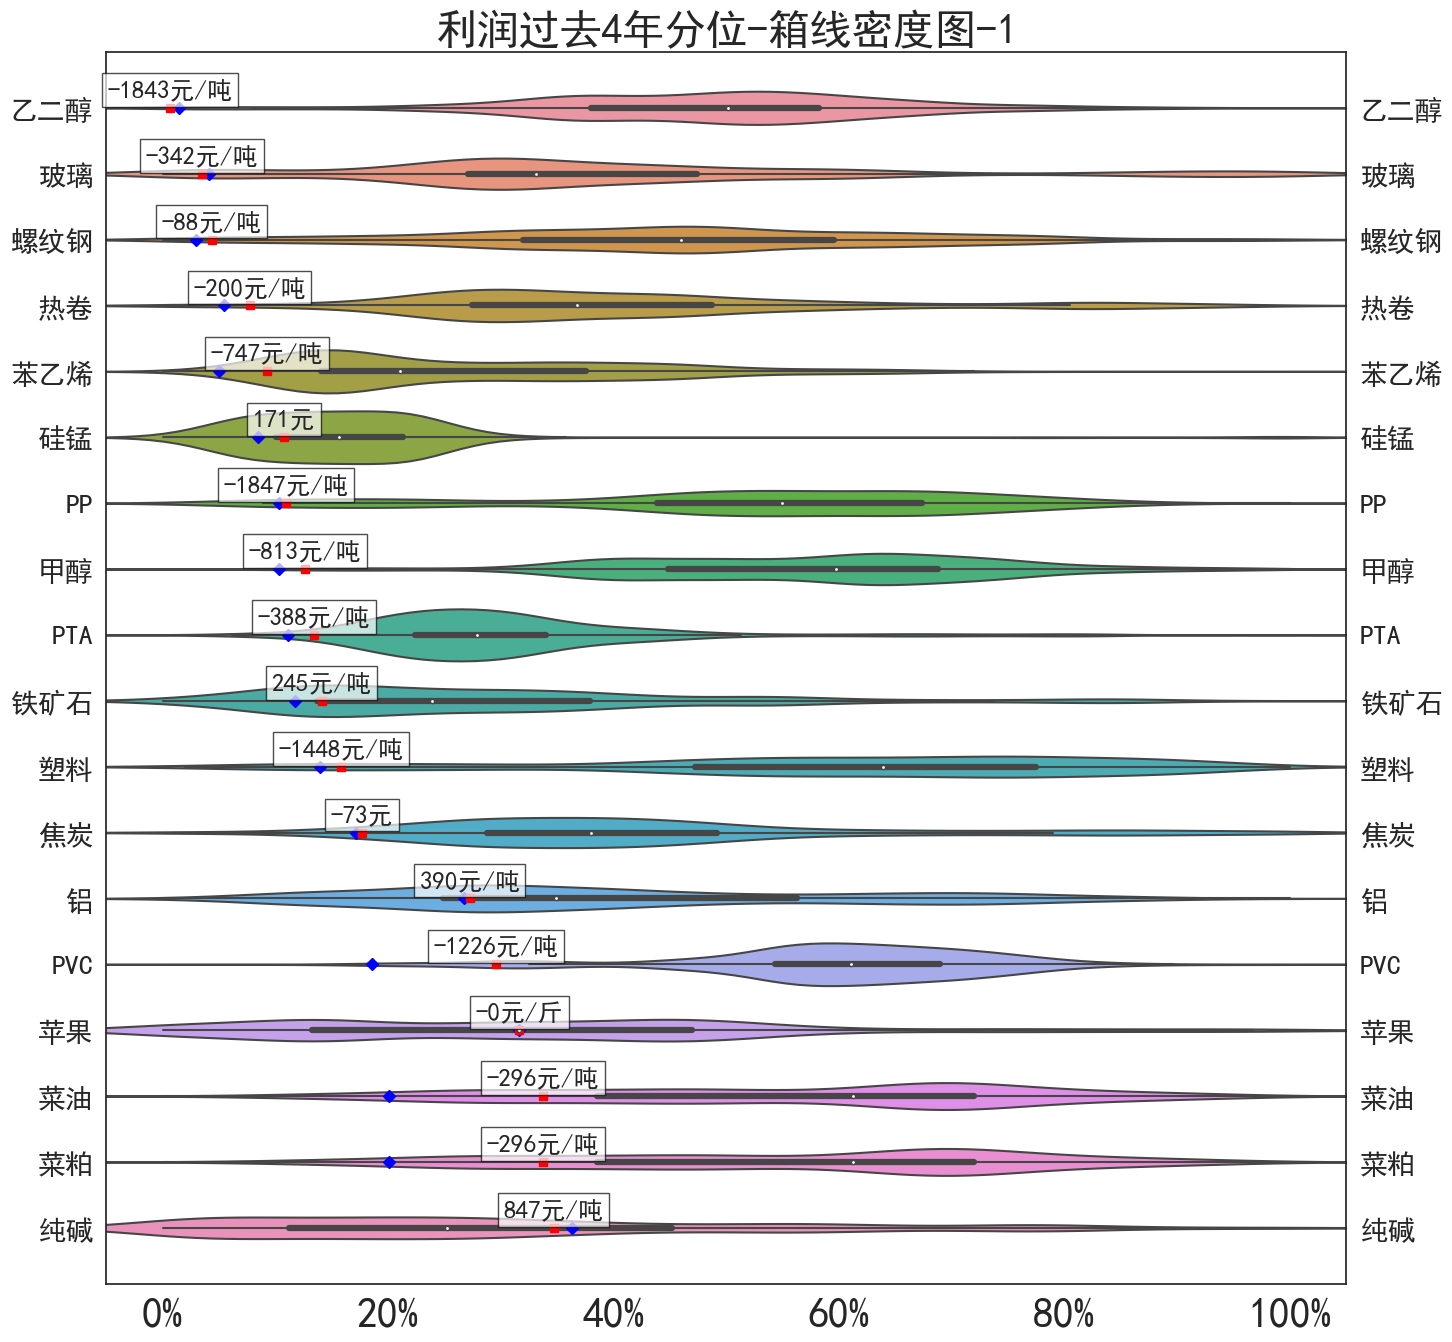 利润过去4年分位-箱线密度图-1
乙二醇 -1843元/吨 乙二醇
玻璃 -342元/吨 玻璃
螺纹钢 -88元/吨 螺纹钢
热卷 -200元/吨 热卷
苯乙烯 -747元/吨 苯乙烯
硅锰 171元 硅锰
PP -1847元/吨 PP
甲醇 -813元/吨 甲醇
PTA -388元/吨 PTA
铁矿石 245元/吨 铁矿石
塑料 -1448元/吨 塑料
焦炭 -73元 焦炭
铝 390元/吨 铝
PVC -1226元/吨 PVC
苹果 -0元/斤 苹果
菜油 -296元/吨 菜油
菜粕 -296元/吨 菜粕
纯碱 847元/吨 纯碱
0% 20% 40% 60% 80% 100%